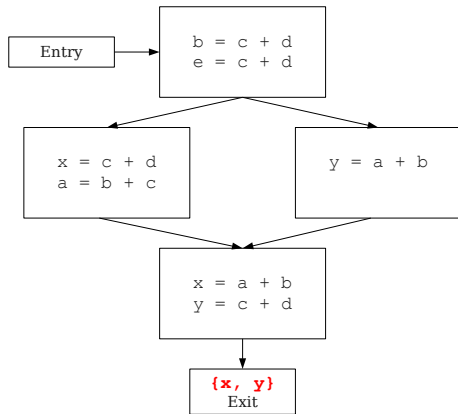 Entry
b = c + d
e = c + d
x = c + d
a = b + c
y = a + b
x = a + b
y = c + d
{x, y}
Exit